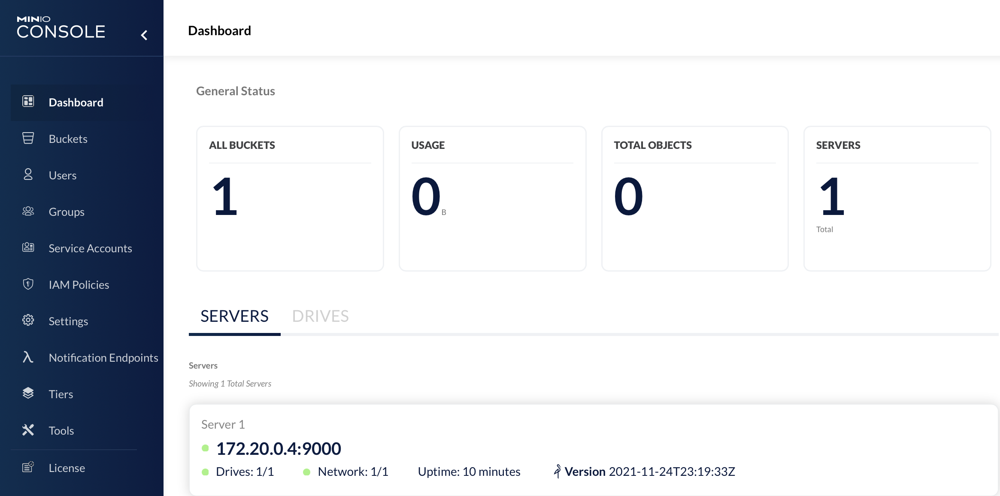 MINIO
CONSOLE
Dashboard
Buckets
Users
Groups
Service Accounts
IAM Policies
Settings
Notification Endpoints
Tiers
Tools
License
Dashboard
General Status
ALL BUCKETS
1
USAGE
0 B
TOTAL OBJECTS
0
SERVERS
1
Total
SERVERS DRIVES
Servers
Showing 1 Total Servers
Server 1
172.20.0.4:9000
Drives: 1/1 Network: 1/1 Uptime: 10 minutes Version 2021-11-24T23:19:33Z